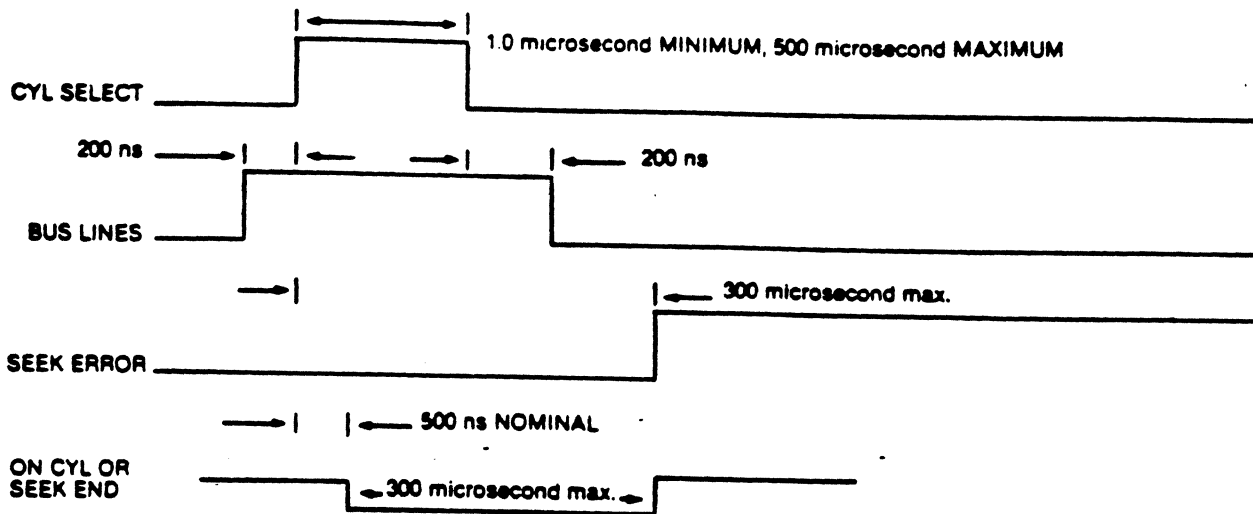 1.0 microsecond MINIMUM, 500 microsecond MAXIMUM
CYL SELECT
200 ns
200 ns
BUS LINES
300 microsecond max.
SEEK ERROR
500 ns NOMINAL
ON CYL OR
SEEK END
300 microsecond max.